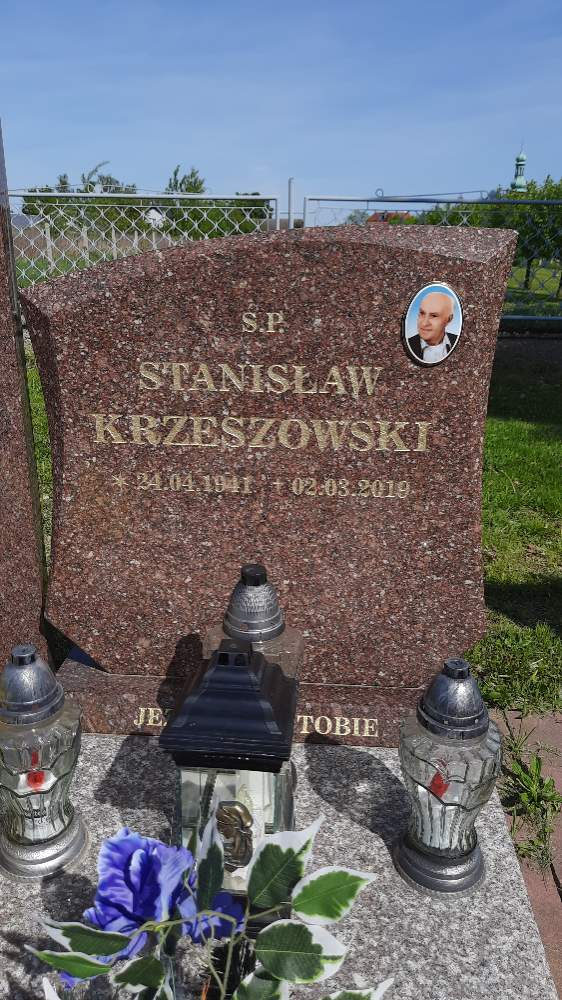 Ś.P.
STANISŁAW
KRZESZOWSKI
* 24.04.1941 + 02.03.2019
TOBIE